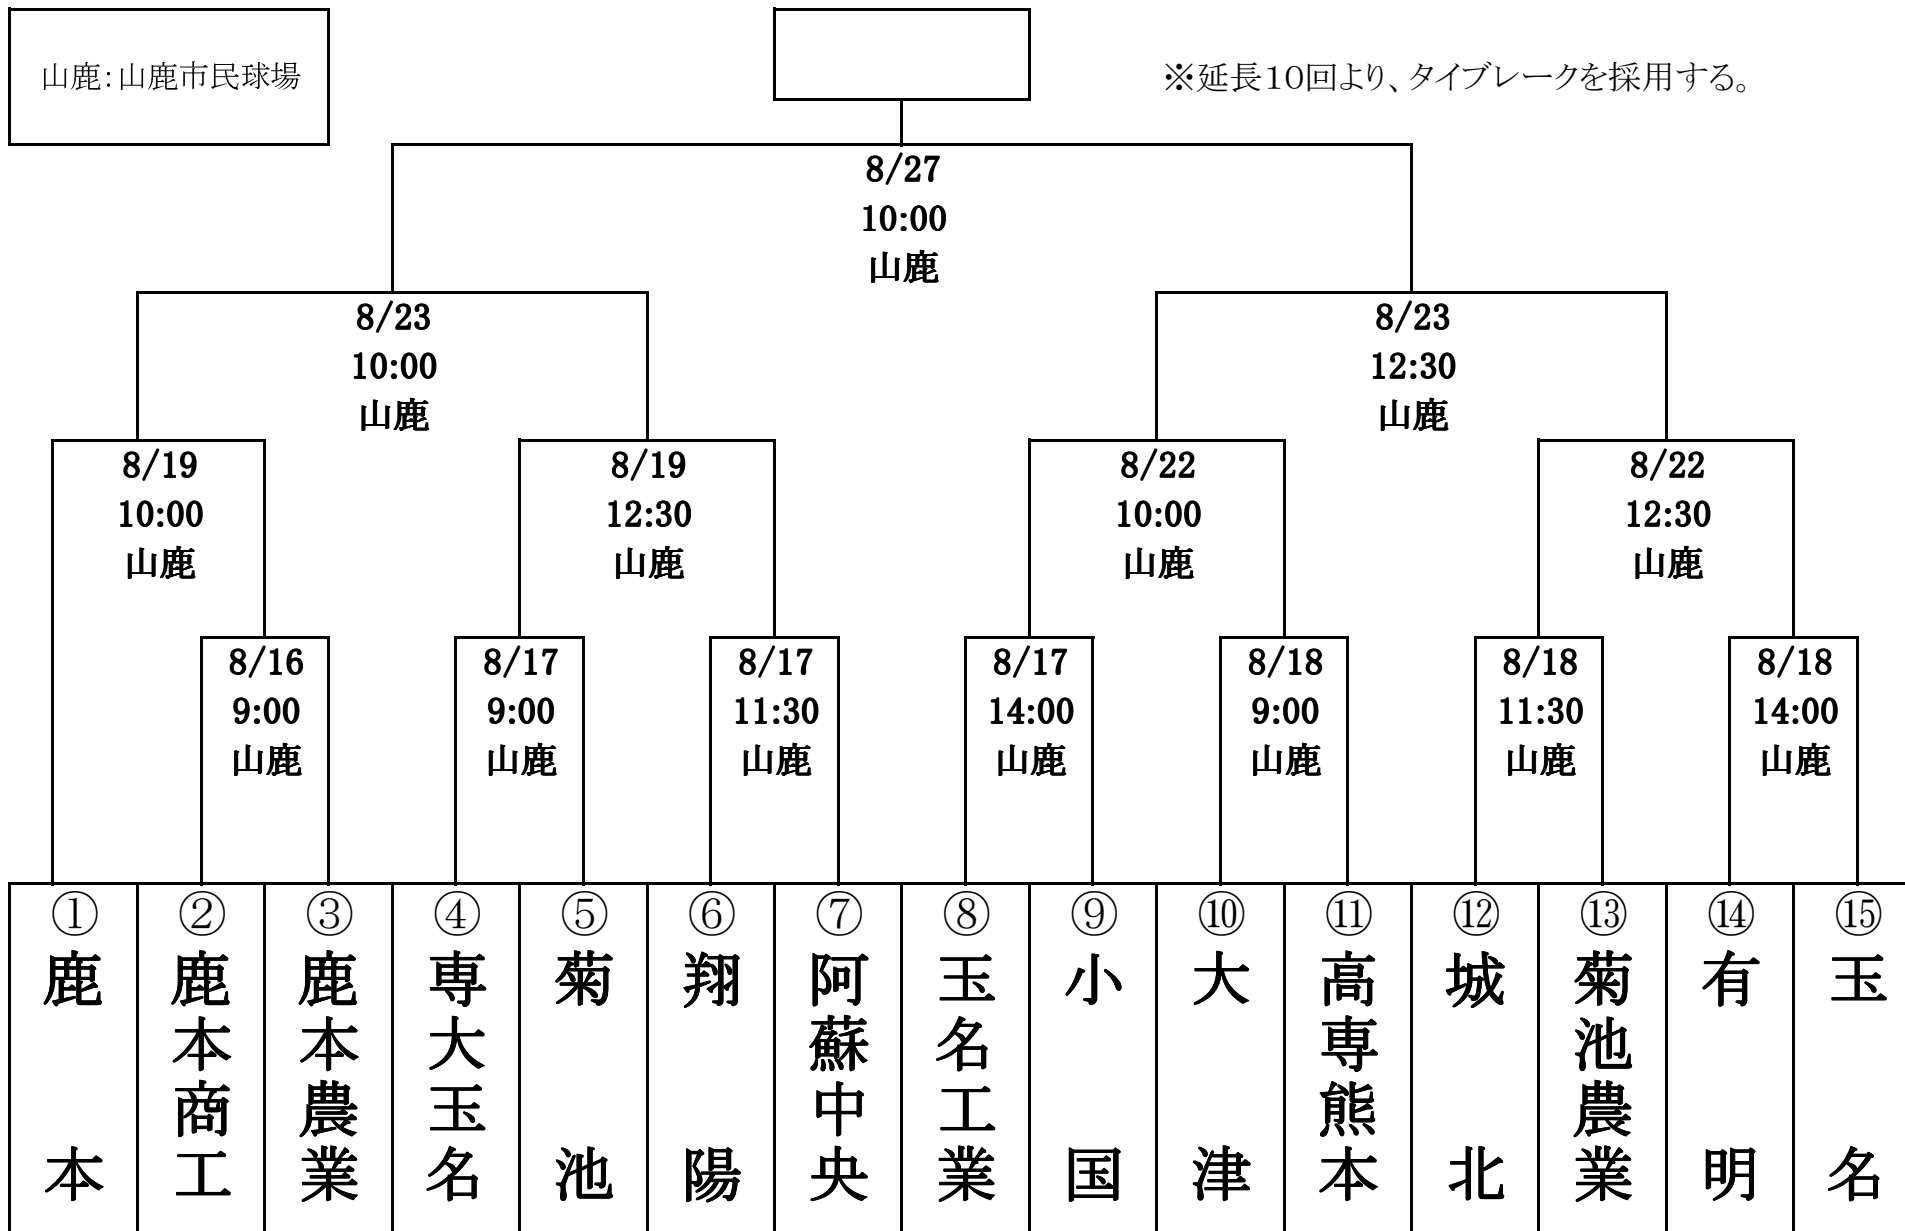 山鹿：山鹿市民球場
※延長１０回より、タイブレークを採用する。
8/27
10:00
山鹿
8/23
10:00
山鹿
8/23
12:30
山鹿
8/19
10:00
山鹿
8/19
12:30
山鹿
8/22
10:00
山鹿
8/22
12:30
山鹿
8/16
9:00
山鹿
8/17
9:00
山鹿
8/17
11:30
山鹿
8/17
14:00
山鹿
8/18
9:00
山鹿
8/18
11:30
山鹿
8/18
14:00
山鹿
①
鹿本
②
鹿本商工
③
鹿本農業
④
専大玉名
⑤
菊池
⑥
翔陽
⑦
阿蘇中央
⑧
玉名工業
⑨
小国
⑩
大津
⑪
高専熊本
⑫
城北
⑬
菊池農業
⑭
有明
⑮
玉名